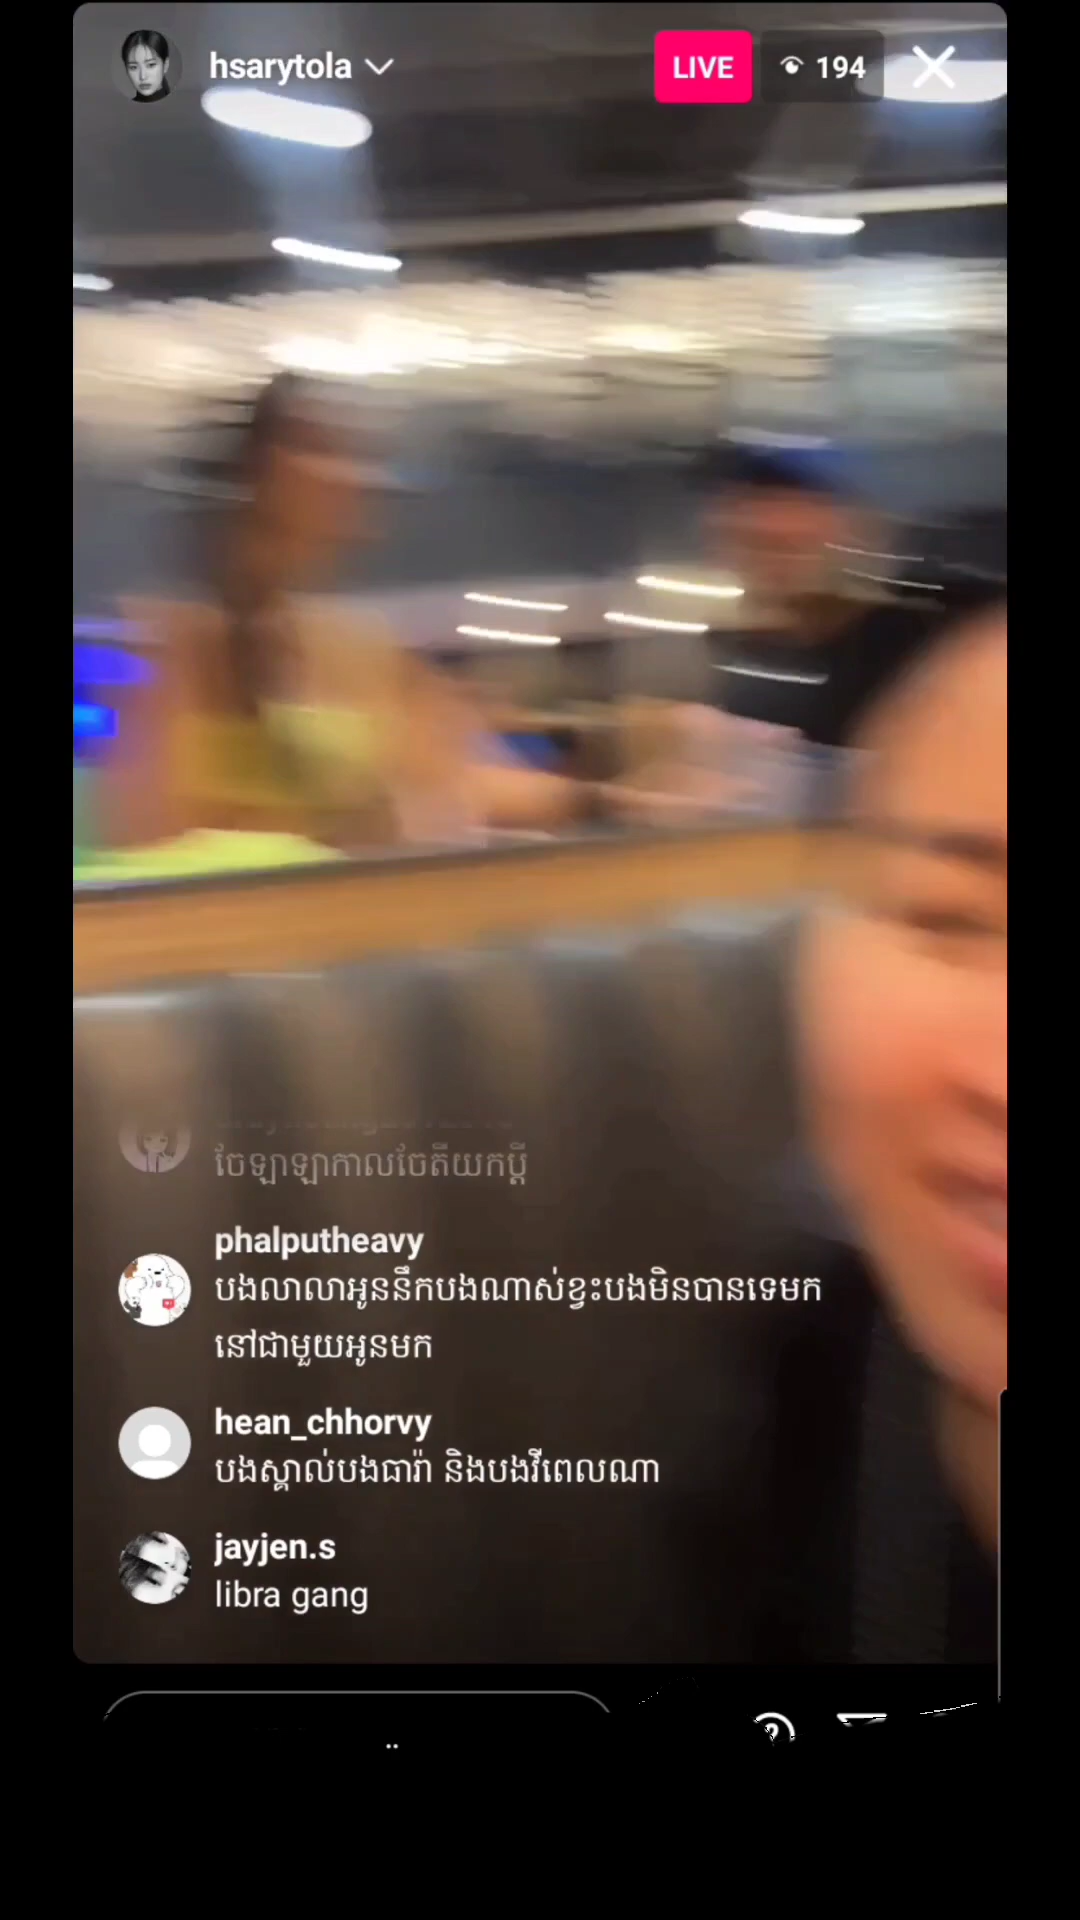 hsarytola
LIVE
194
ចែឡាឡាកាលចែតីយកប្ដី
phalputheavy
បងលាលាអូននឹកបងណាស់ខ្វះបងមិនបានទេមក
នៅជាមួយអូនមក
hean_chhorvy
បងស្គាល់បងធារ៉ា និងបងវីពេលណា
jayjen.s
libra gang